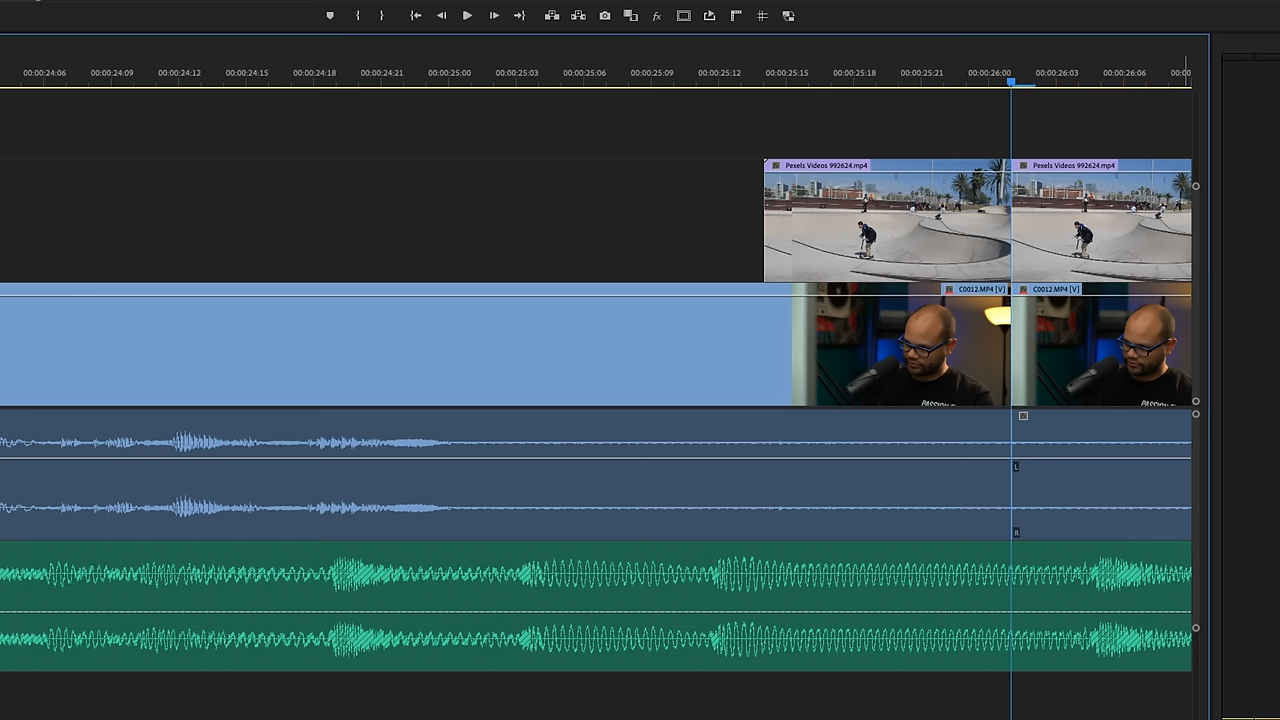 fx
00:00:24:06 00:00:24:09 00:00:24:12 00:00:24:15 00:00:24:18 00:00:24:21 00:00:25:00 00:00:25:03 00:00:25:06 00:00:25:09 00:00:25:12 00:00:25:15 00:00:25:18 00:00:25:21 00:00:26:00 00:00:26:03 00:00:26:06 00:00
Pexels Videos 992624.mp4 Pexels Videos 992624.mp4
C0012.MP4 [V] C0012.MP4 [V]
L
R